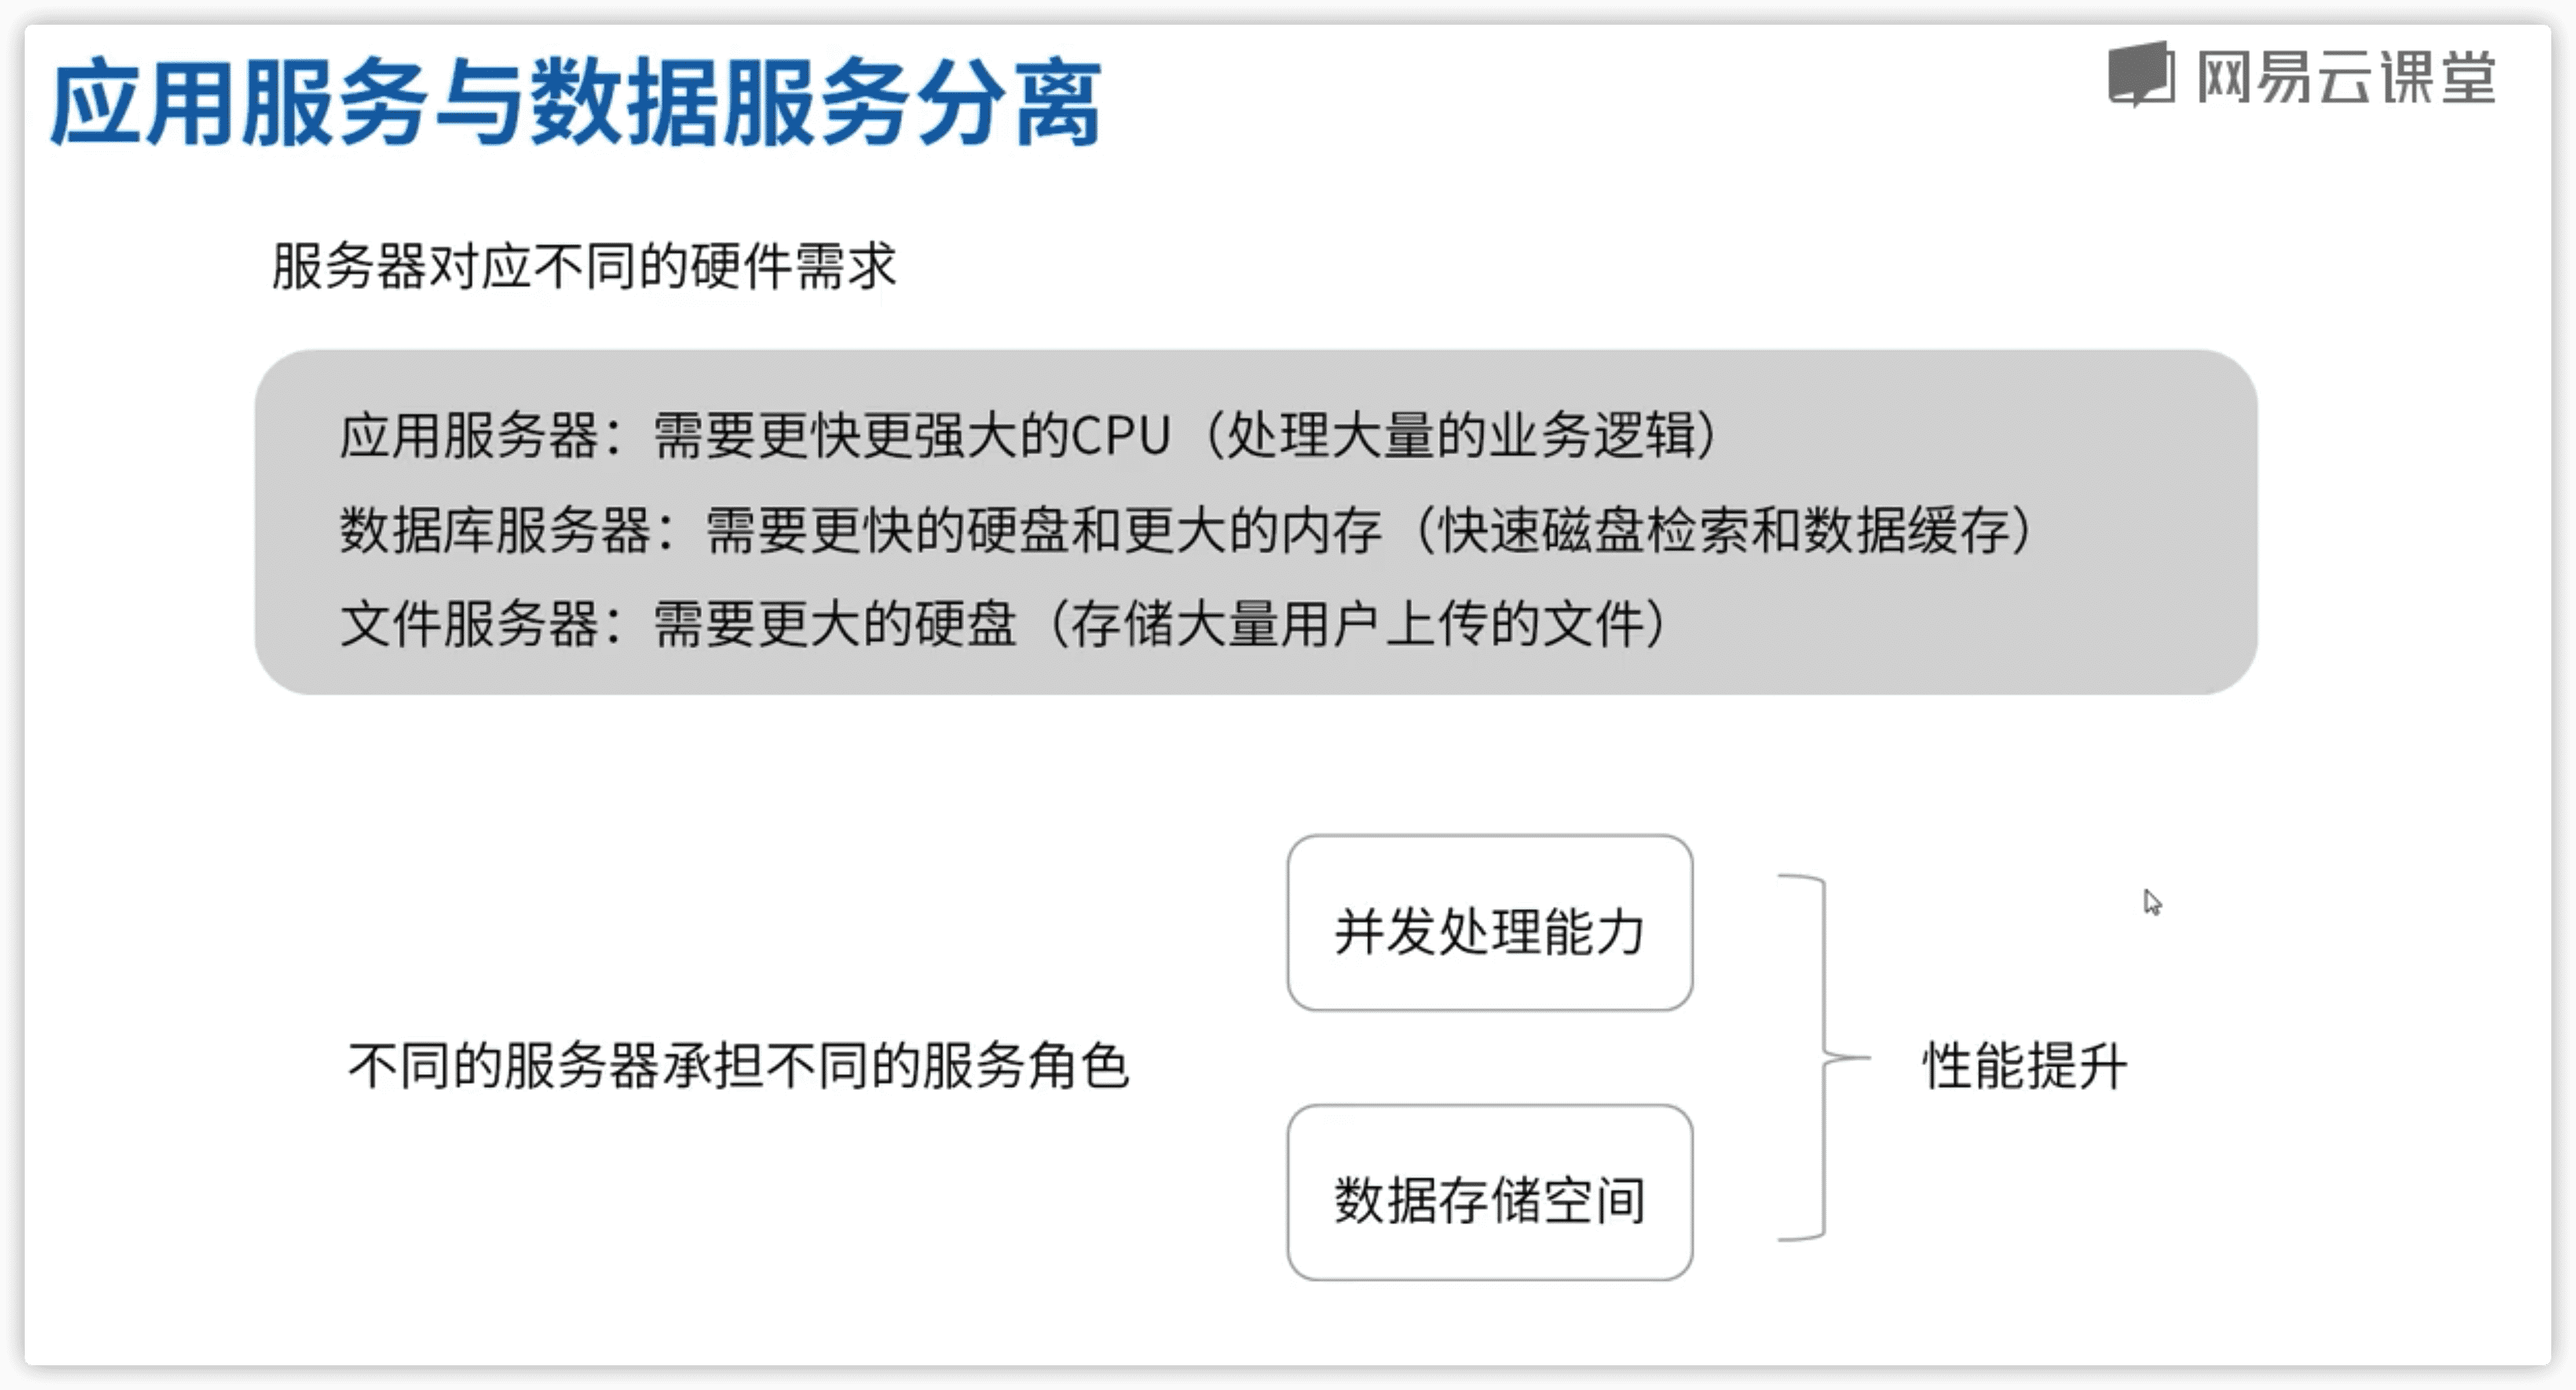 应用服务与数据服务分离
网易云课堂
服务器对应不同的硬件需求
应用服务器：需要更快更强大的CPU（处理大量的业务逻辑）
数据库服务器：需要更快的硬盘和更大的内存（快速磁盘检索和数据缓存）
文件服务器：需要更大的硬盘（存储大量用户上传的文件）
并发处理能力
不同的服务器承担不同的服务角色
性能提升
数据存储空间